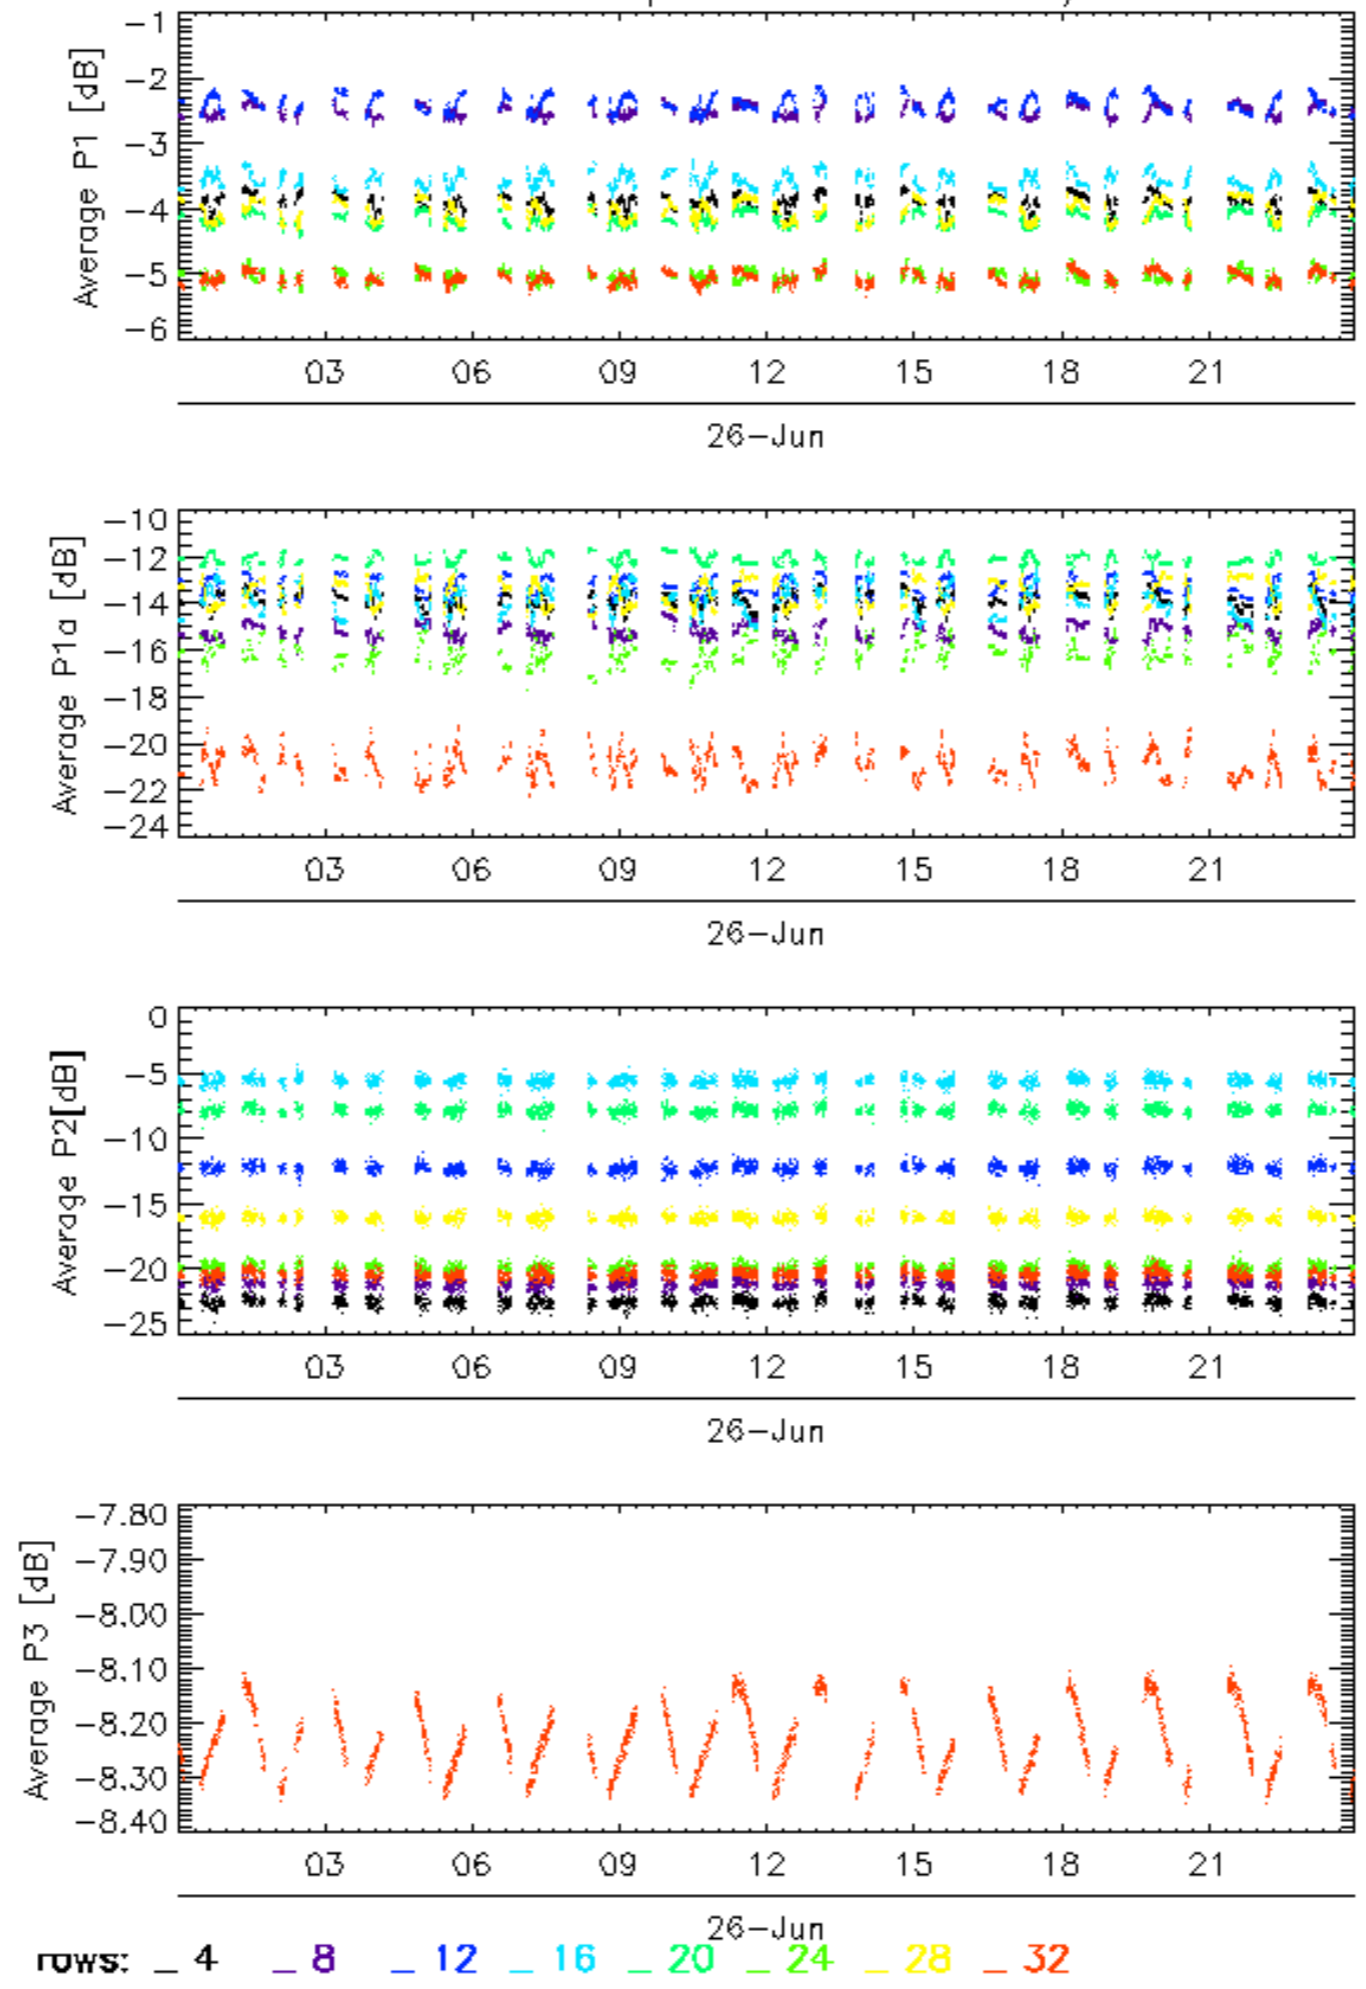 -1
-2
-3
-4
-5
-6
Average P1 [dB]
03 06 09 12 15 18 21
26-Jun
-10
-12
-14
-16
-18
-20
-22
-24
Average P1a [dB]
03 06 09 12 15 18 21
26-Jun
0
-5
-10
-15
-20
-25
Average P2[dB]
03 06 09 12 15 18 21
26-Jun
-7.80
-7.90
-8.00
-8.10
-8.20
-8.30
-8.40
Average P3 [dB]
03 06 09 12 15 18 21
26-Jun
rows: _ 4 _ 8 _ 12 _ 16 _ 20 _ 24 _ 28 _ 32